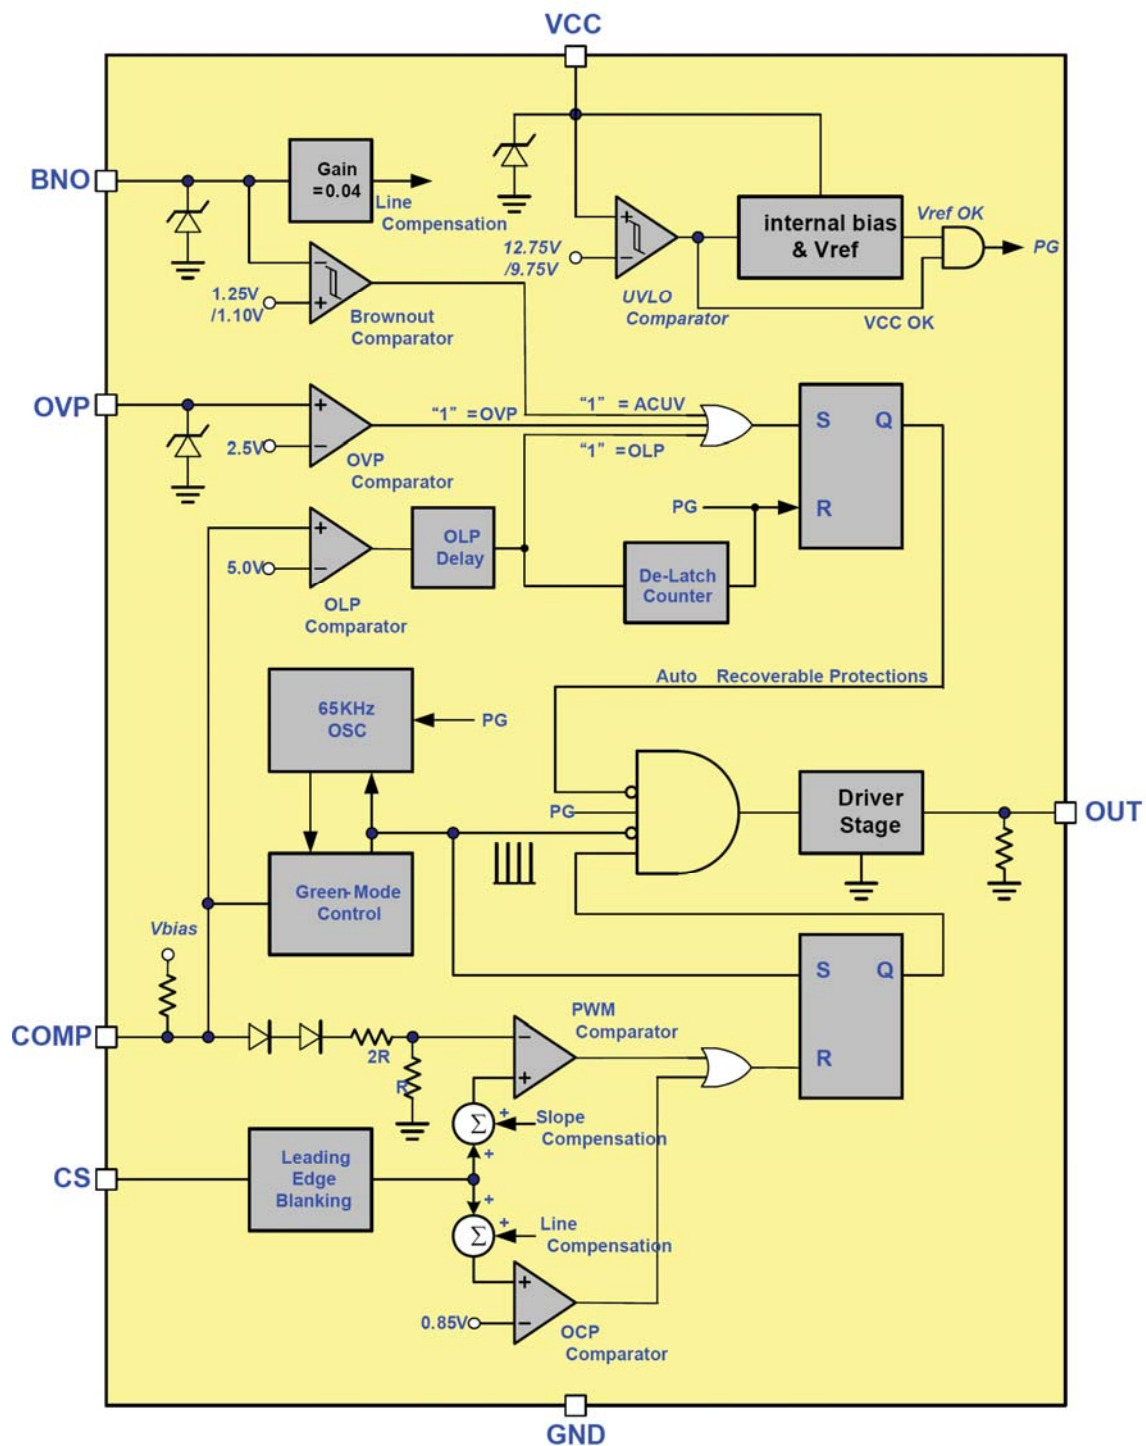 VCC
BNO
Gain
=0.04
Line
Compensation
12.75V
/9.75V
UVLO
Comparator
internal bias
& Vref
Vref OK
PG
VCC OK
1.25V
/1.10V
Brownout
Comparator
OVP
2.5V
OVP
Comparator
“1” =OVP
“1” =ACUV
“1” =OLP
S
Q
R
PG
5.0V
OLP
Comparator
OLP
Delay
De-Latch
Counter
Auto Recoverable Protections
65KHz
OSC
PG
PG
Driver
Stage
OUT
Green-Mode
Control
Vbias
COMP
2R
R
PWM
Comparator
S
Q
R
Σ
+
Slope
Compensation
+
CS
Leading
Edge
Blanking
+
Σ
+
Line
Compensation
0.85V
OCP
Comparator
GND